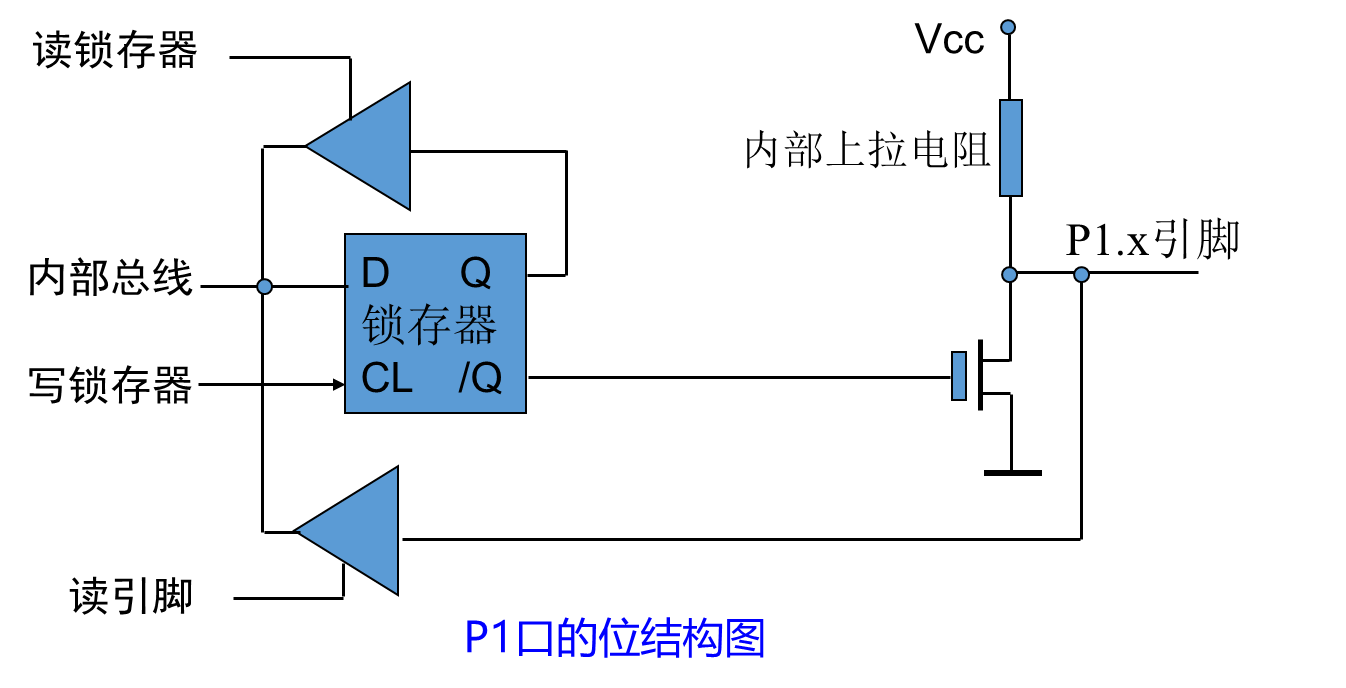 读锁存器
Vcc
内部上拉电阻
P1.x引脚
内部总线
D Q
锁存器
写锁存器
CL /Q
读引脚
P1口的位结构图